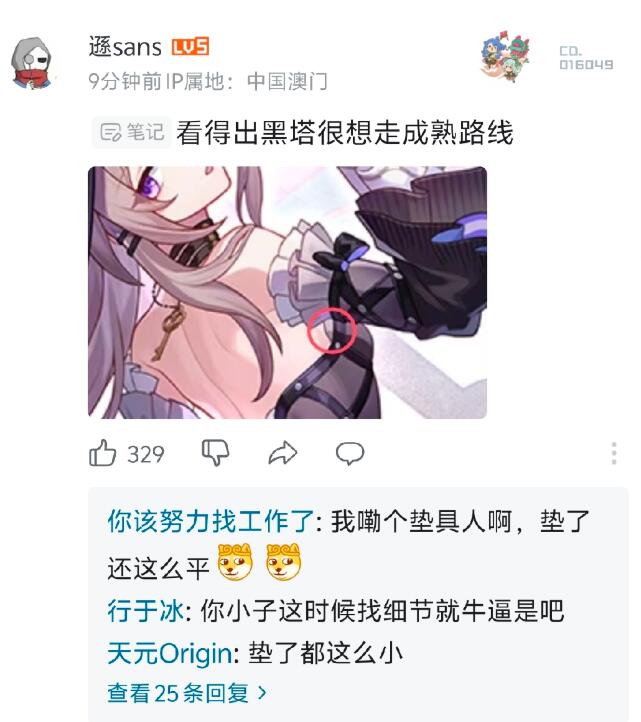 遜sans LV5
CD.
016049
9分钟前 IP属地：中国澳门
笔记 看得出黑塔很想走成熟路线
329
你该努力找工作了: 我嘞个垫具人啊，垫了
还这么平
行于冰: 你小子这时候找细节就牛逼是吧
天元Origin: 垫了都这么小
查看25条回复 >